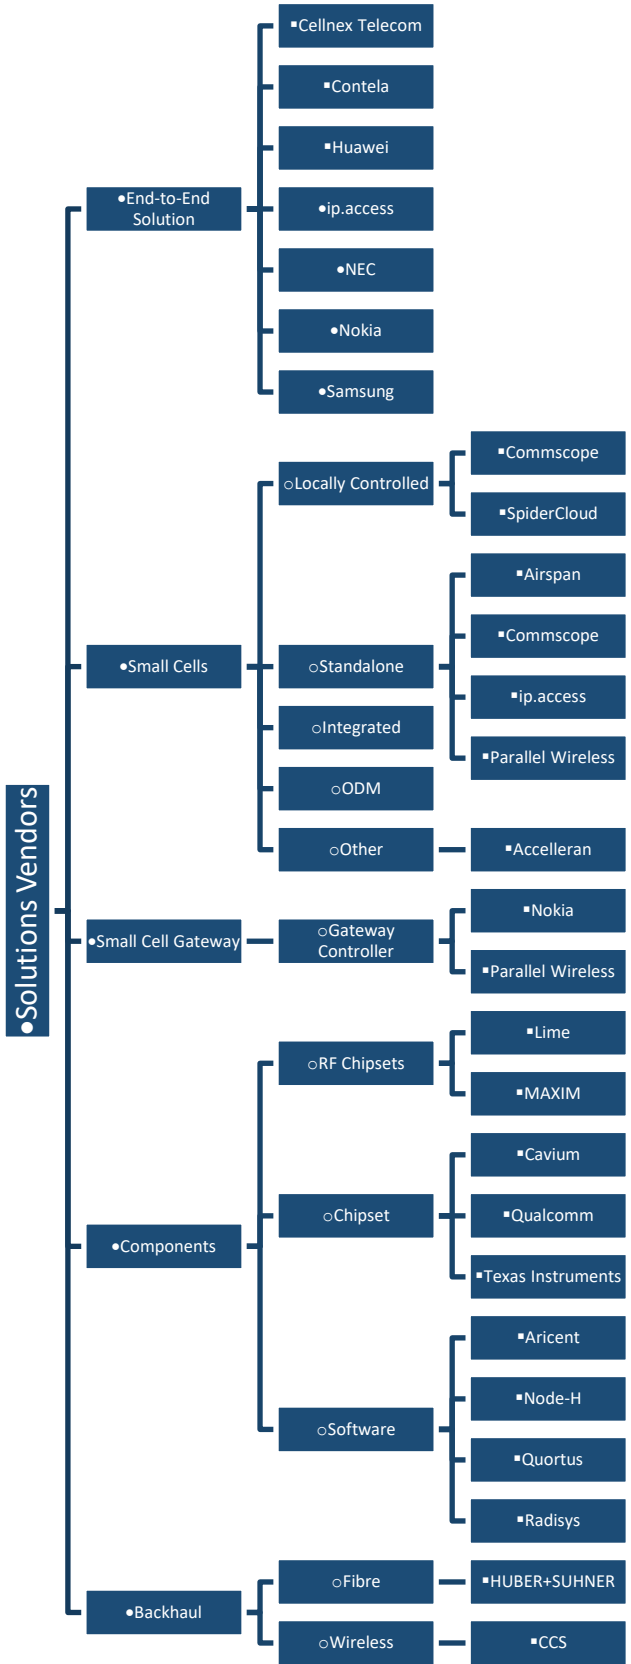 •Solutions Vendors
•End-to-End
Solution
▪Cellnex Telecom
▪Contela
▪Huawei
•ip.access
•NEC
•Nokia
•Samsung
•Small Cells
○Locally Controlled
▪Commscope
▪SpiderCloud
○Standalone
▪Airspan
▪Commscope
▪ip.access
▪Parallel Wireless
○Integrated
○ODM
○Other
▪Accelleran
•Small Cell Gateway
○Gateway
Controller
▪Nokia
▪Parallel Wireless
•Components
○RF Chipsets
▪Lime
▪MAXIM
○Chipset
▪Cavium
▪Qualcomm
▪Texas Instruments
○Software
▪Aricent
▪Node-H
▪Quortus
▪Radisys
•Backhaul
○Fibre
▪HUBER+SUHNER
○Wireless
▪CCS